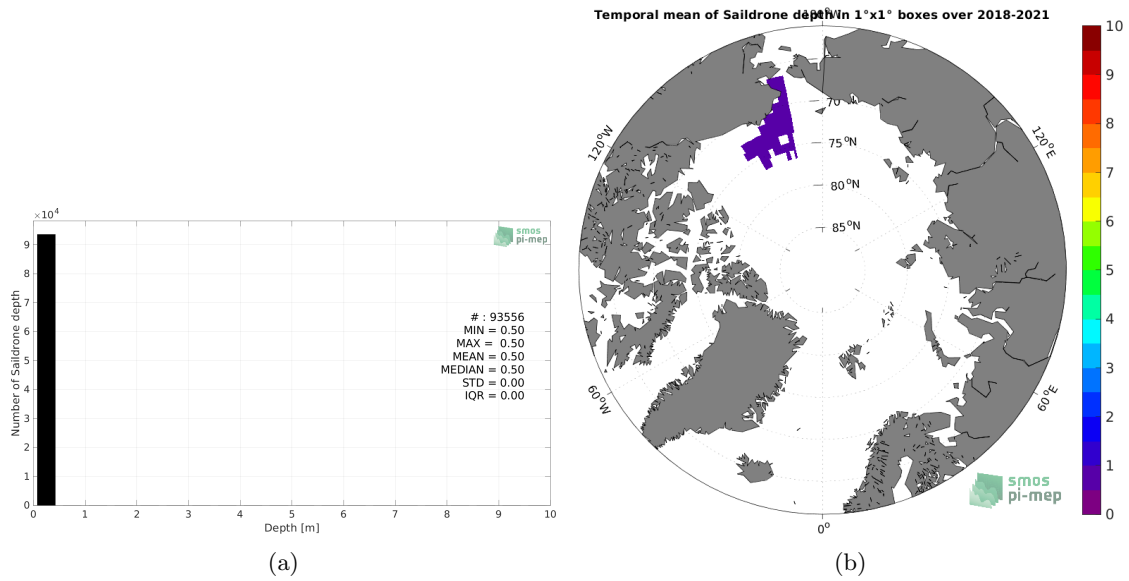 ×10^4
9
8
7
6
5
4
3
2
1
0
Number of Saildrone depth
smos
pi-mep
# : 93556
MIN = 0.50
MAX = 0.50
MEAN = 0.50
MEDIAN = 0.50
STD = 0.00
IQR = 0.00
0 1 2 3 4 5 6 7 8 9 10
Depth [m]
(a)
Temporal mean of Saildrone depth in 1°x1° boxes over 2018-2021
120°W
120°E
75°N
80°N
85°N
60°W
60°E
0°
smos
pi-mep
10
9
8
7
6
5
4
3
2
1
0
(b)